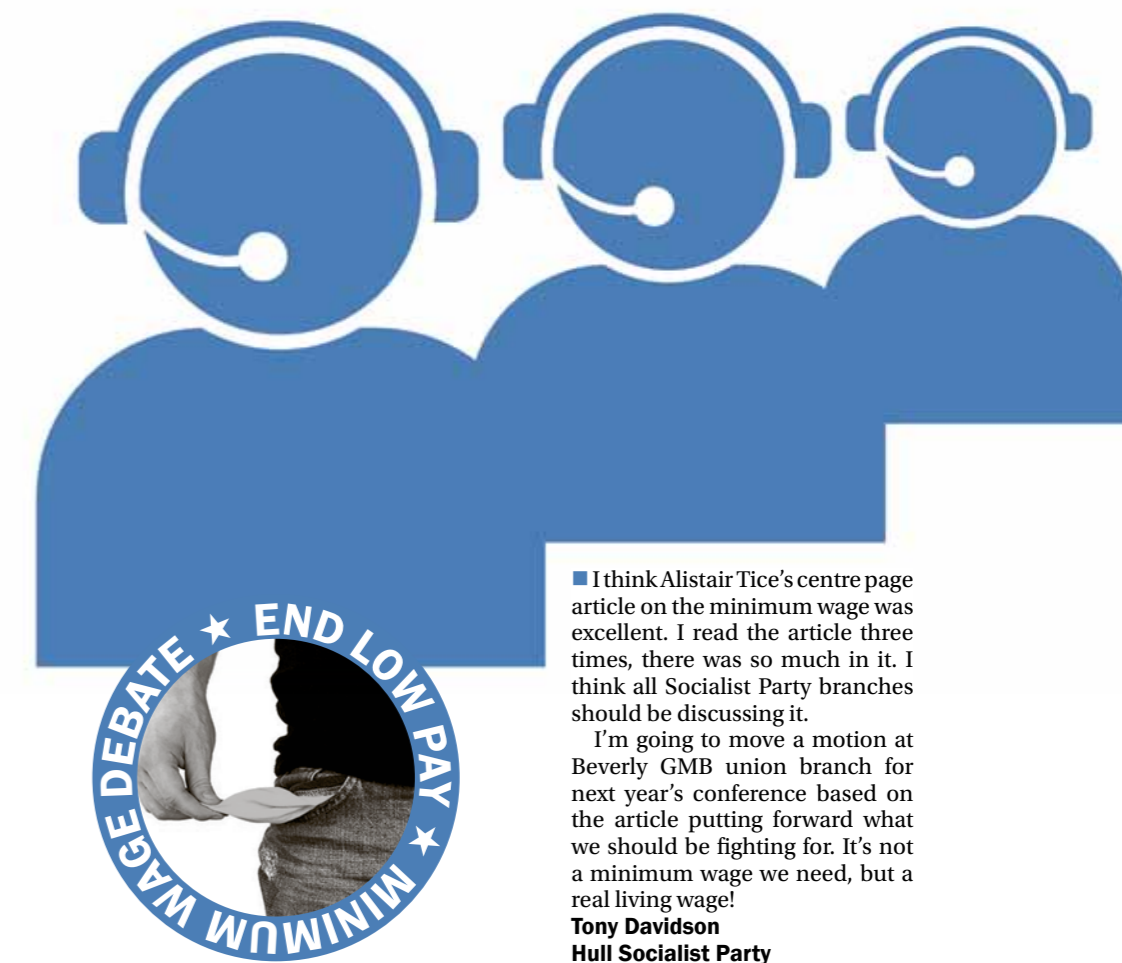 ■ I think Alistair Tice's centre page
article on the minimum wage was
excellent. I read the article three
times, there was so much in it. I
think all Socialist Party branches
should be discussing it.
I'm going to move a motion at
Beverly GMB union branch for
next year's conference based on
the article putting forward what
we should be fighting for. It's not
a minimum wage we need, but a
real living wage!
Tony Davidson
Hull Socialist Party
★ END LOW PAY ★ MINIMUM WAGE DEBATE